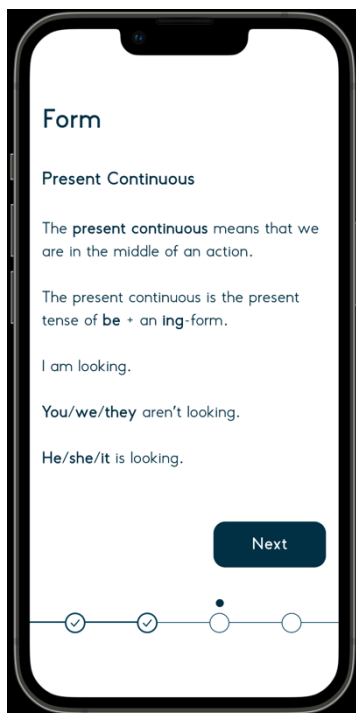 Form
Present Continuous
The present continuous means that we
are in the middle of an action.
The present continuous is the present
tense of be + an ing-form.
I am looking.
You/we/they aren't looking.
He/she/it is looking.
Next